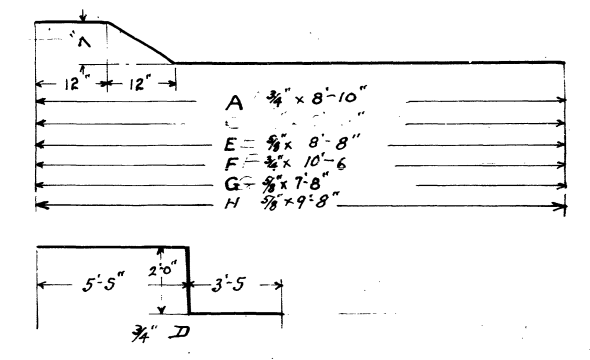 12" 12"
A 3/4" x 8'-10"
E = 5/8" x 8'-8"
F = 3/4" x 10'-6
G - 5/8" x 7'-8"
H 5/8" x 9'-8"
5'-5" 2'-0" 3'-5
3/4" D